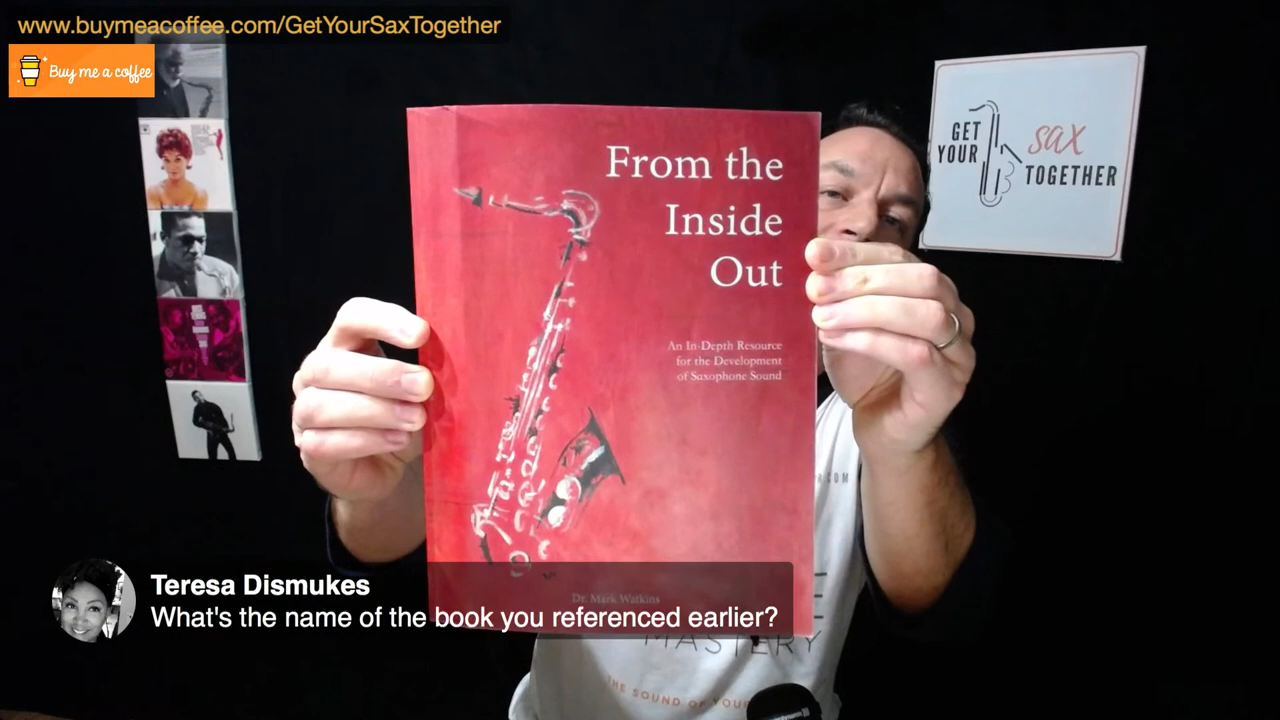 www.buymeacoffee.com/GetYourSaxTogether
Buy me a coffee
GET
YOUR
sax
TOGETHER
From the
Inside
Out
An In-Depth Resource
for the Development
of Saxophone Sound
Dr. Mark Watkins
Teresa Dismukes
What's the name of the book you referenced earlier?
MASTERY
THE SOUND OF YOUR